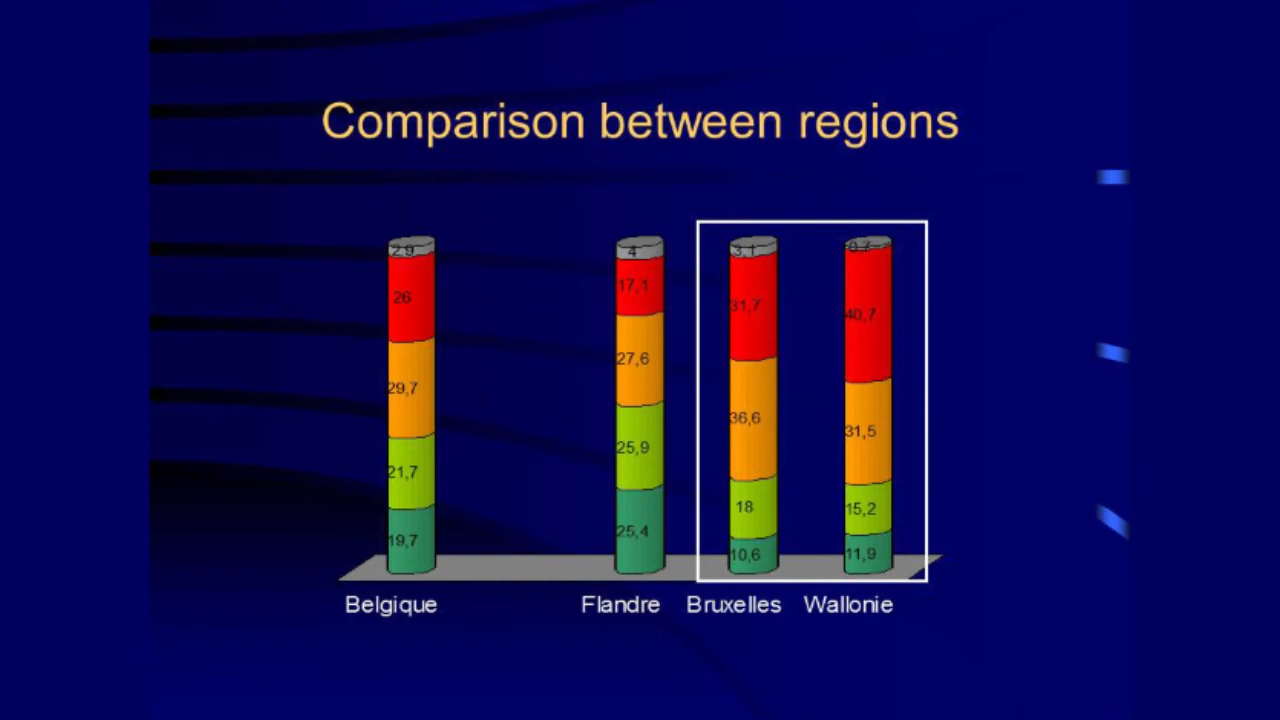 Comparison between regions
2,9 4 3,1 0,7
26 17,1 31,7 40,7
29,7 27,6 36,6 31,5
21,7 25,9 18 15,2
19,7 25,4 10,6 11,9
Belgique Flandre Bruxelles Wallonie